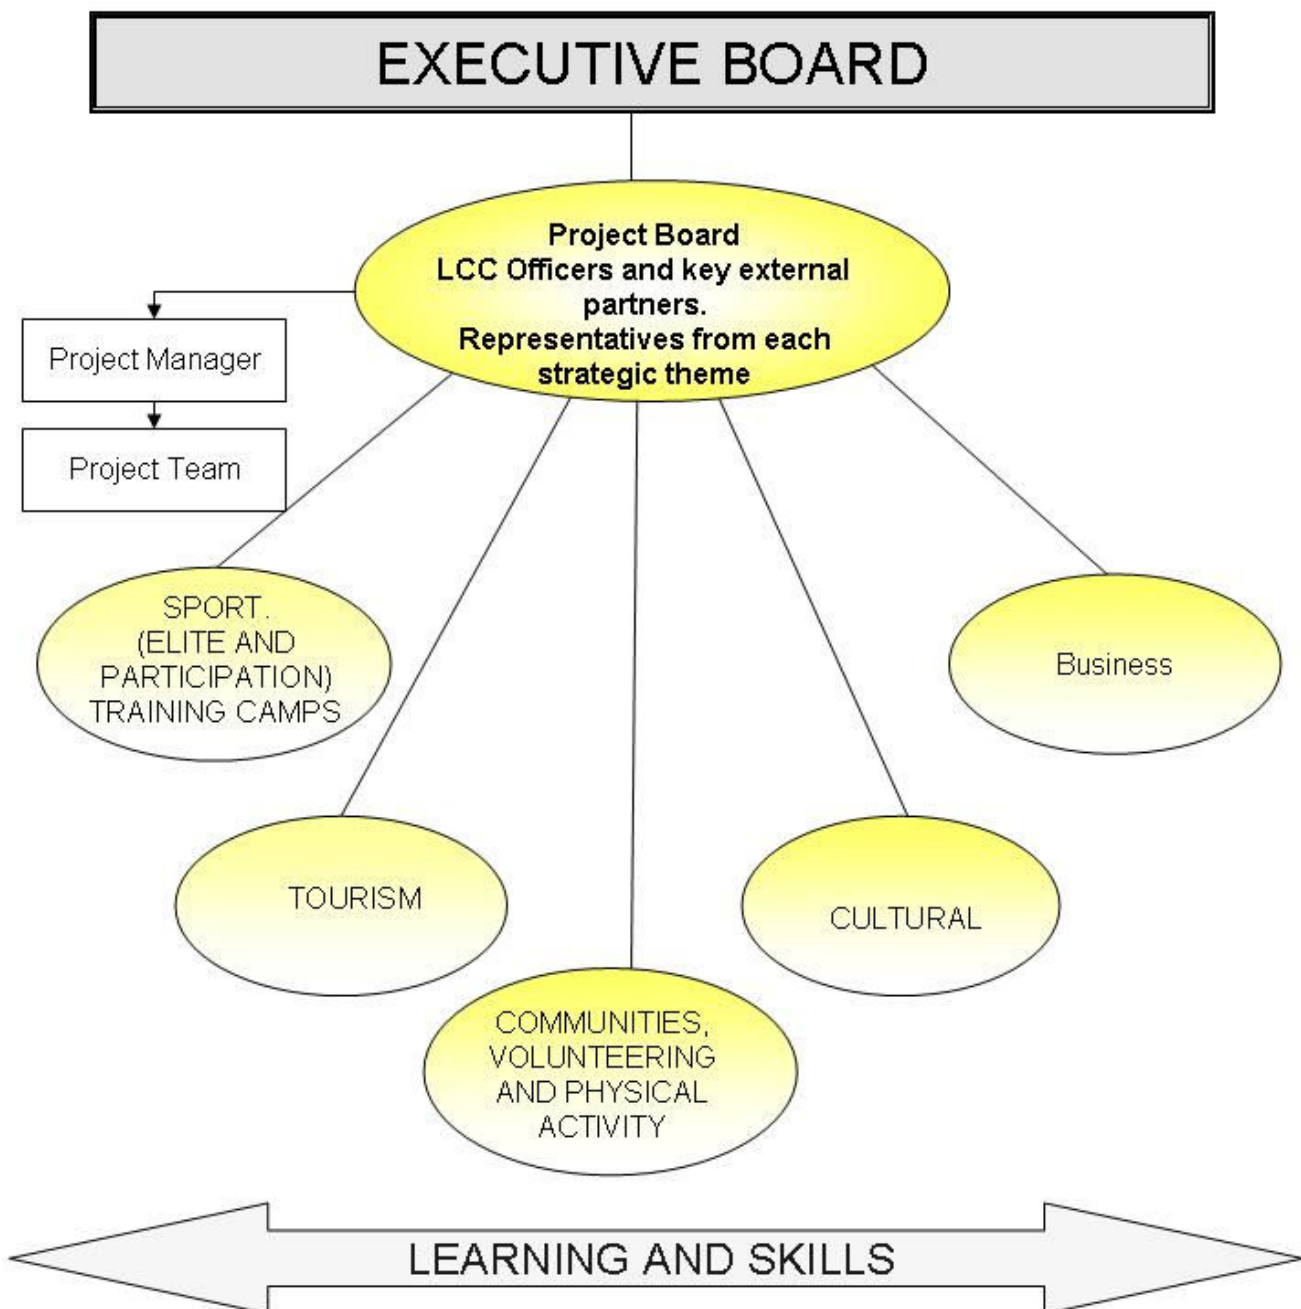 EXECUTIVE BOARD
Project Board
LCC Officers and key external
partners.
Representatives from each
strategic theme
Project Manager
Project Team
SPORT.
(ELITE AND
PARTICIPATION)
TRAINING CAMPS
Business
TOURISM
CULTURAL
COMMUNITIES,
VOLUNTEERING
AND PHYSICAL
ACTIVITY
LEARNING AND SKILLS